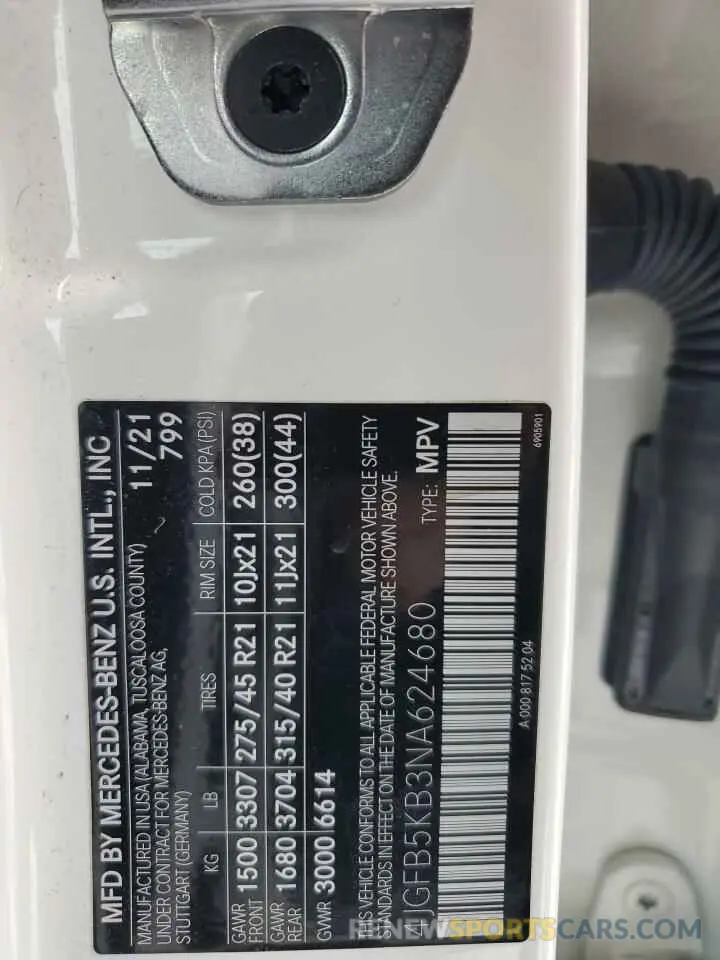 MFD BY MERCEDES-BENZ U.S. INTL., INC
MANUFACTURED IN USA (ALABAMA, TUSCALOOSA COUNTY) 11/21
UNDER CONTRACT FOR MERCEDES-BENZ AG, 799
STUTTGART (GERMANY)
KG LB TIRES RIM SIZE COLD KPA (PSI)
GAWR FRONT 1500 3307 275/45 R21 10Jx21 260(38)
GAWR REAR 1680 3704 315/40 R21 11Jx21 300(44)
GVWR 3000 6614
THIS VEHICLE CONFORMS TO ALL APPLICABLE FEDERAL MOTOR VEHICLE SAFETY
STANDARDS IN EFFECT ON THE DATE OF MANUFACTURE SHOWN ABOVE.
4JGFB5KB3NA624680 TYPE: MPV
A 000 817 52 04 6905901
RENEWSPORTSCARS.COM